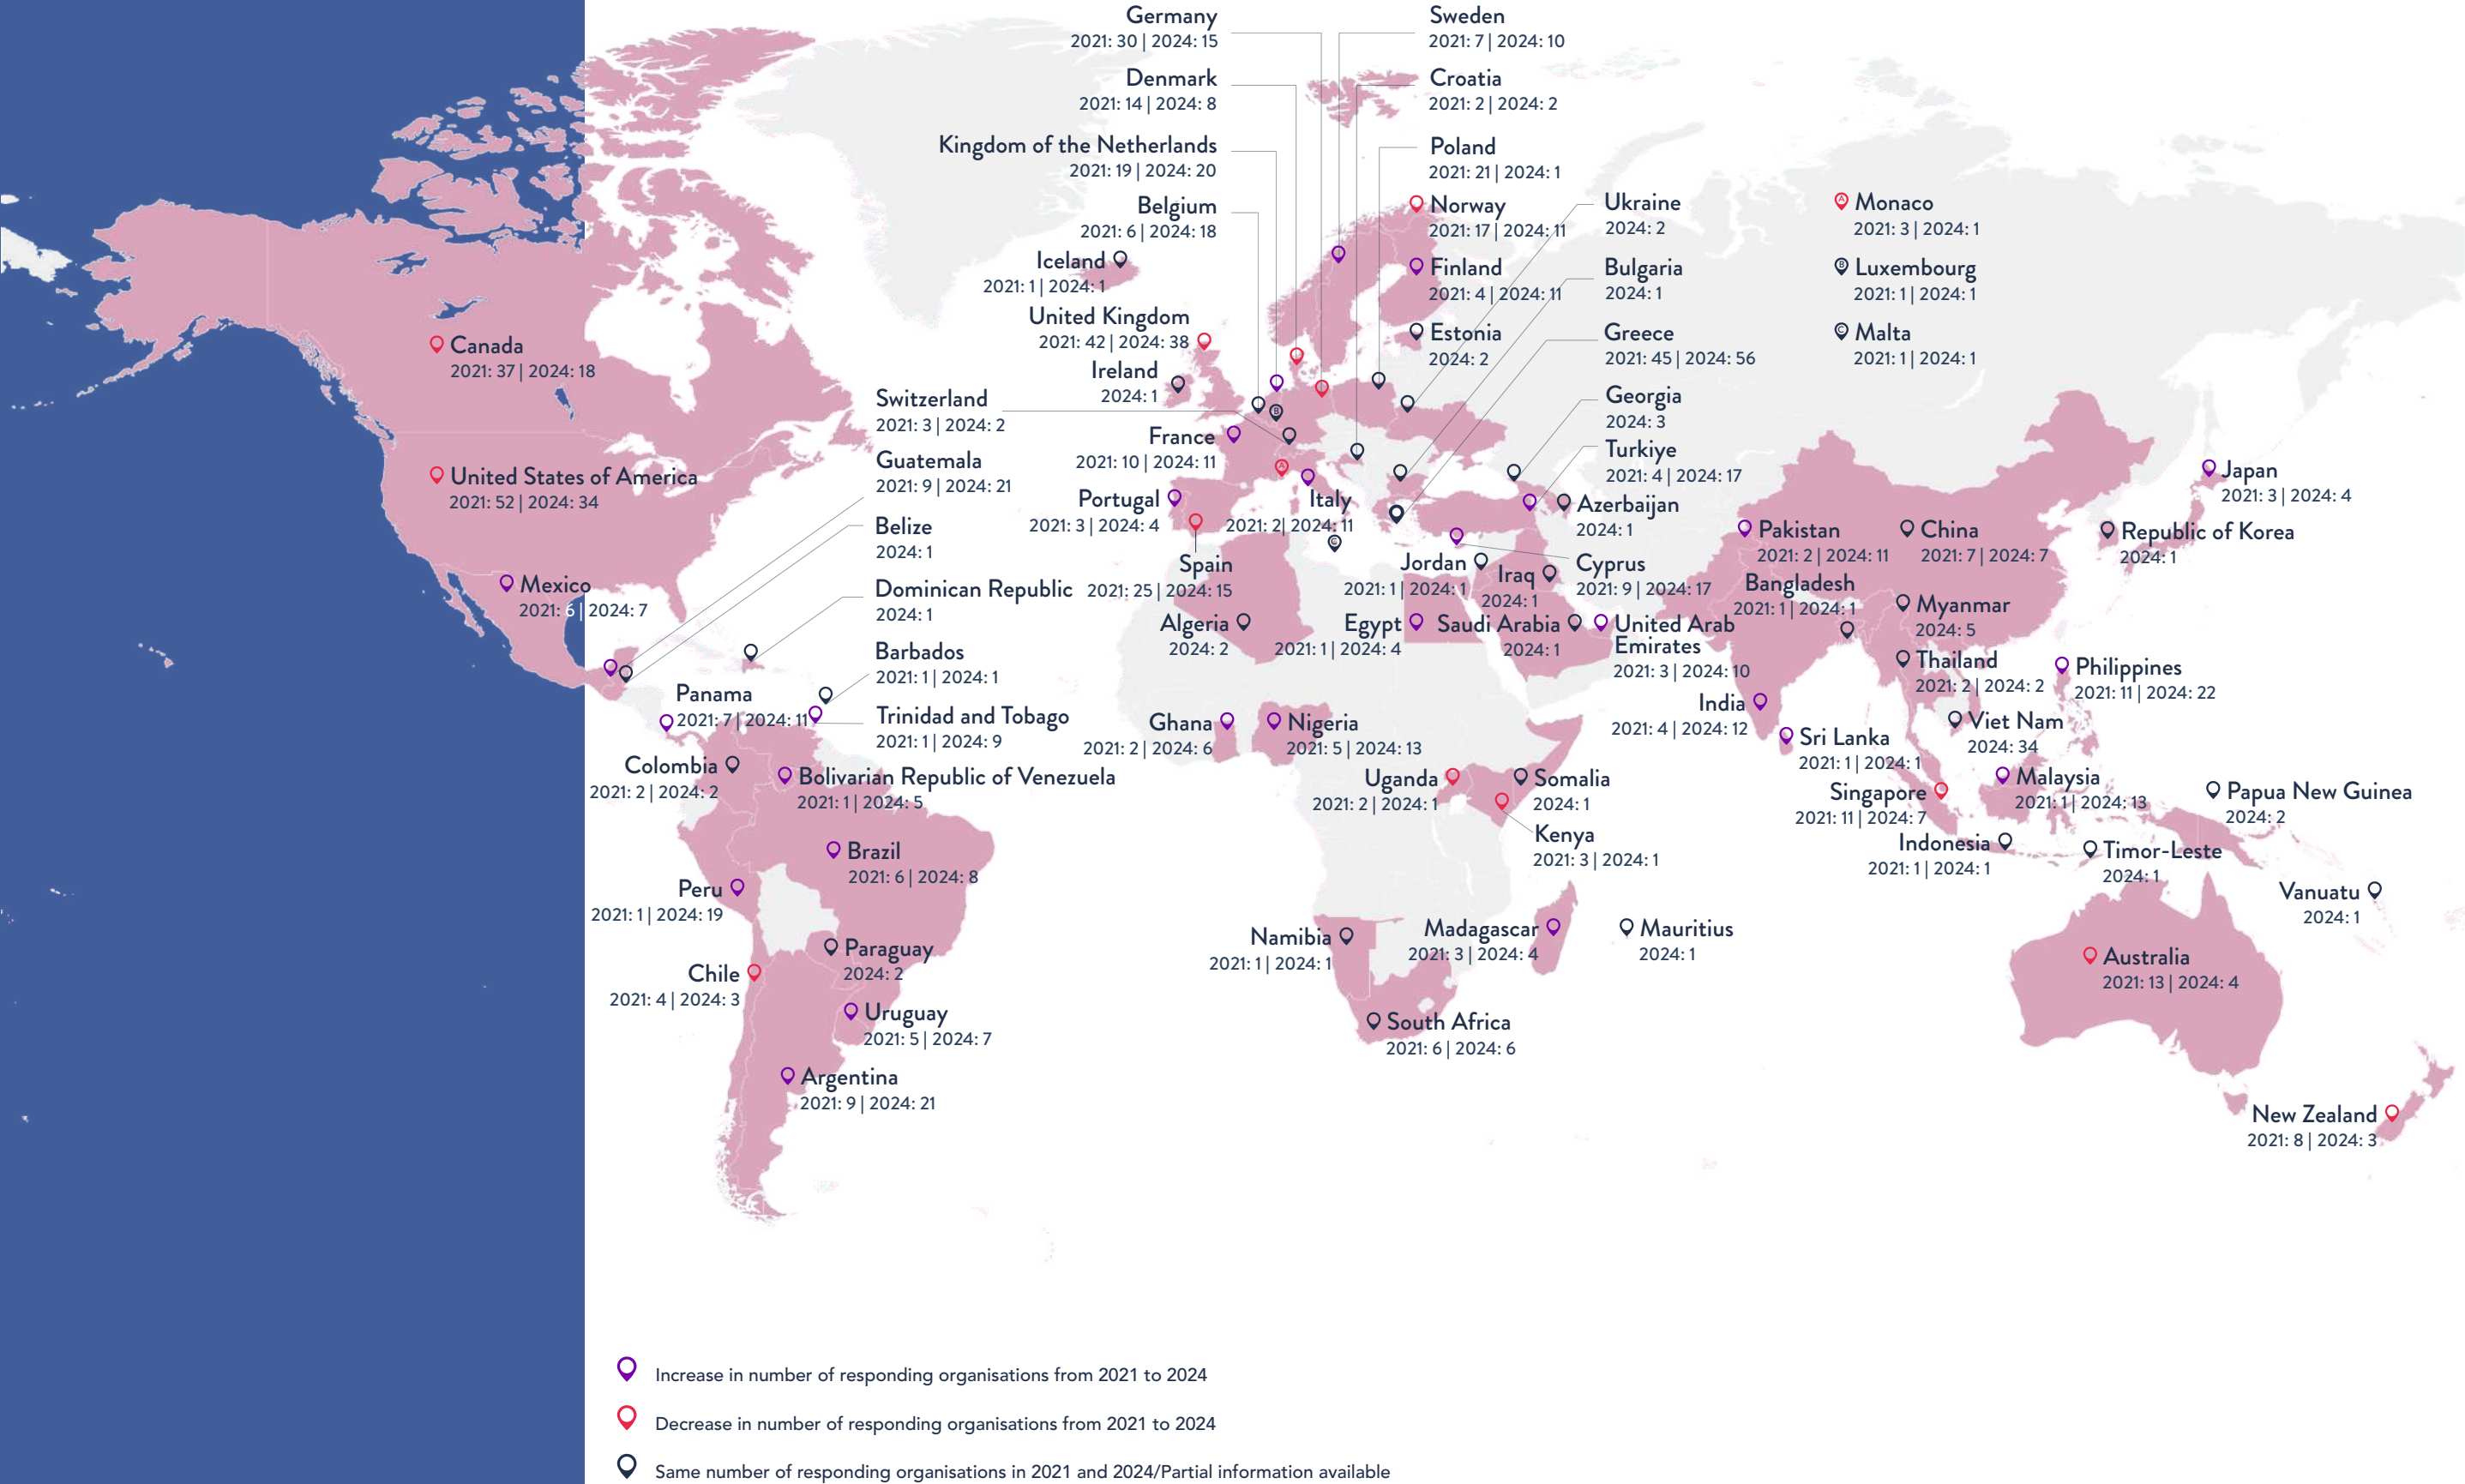 Germany
2021: 30 | 2024: 15
Denmark
2021: 14 | 2024: 8
Kingdom of the Netherlands
2021: 19 | 2024: 20
Belgium
2021: 6 | 2024: 18
Iceland
2021: 1 | 2024: 1
United Kingdom
2021: 42 | 2024: 38
Ireland
2024: 1
Switzerland
2021: 3 | 2024: 2
France
2021: 10 | 2024: 11
Portugal
2021: 3 | 2024: 4
Italy
2021: 2| 2024: 11
Spain
2021: 25 | 2024: 15
Sweden
2021: 7 | 2024: 10
Croatia
2021: 2 | 2024: 2
Poland
2021: 21 | 2024: 1
Norway
2021: 17 | 2024: 11
Finland
2021: 4 | 2024: 11
Estonia
2024: 2
Ukraine
2024: 2
Bulgaria
2024: 1
Greece
2021: 45 | 2024: 56
Georgia
2024: 3
Turkiye
2021: 4 | 2024: 17
Azerbaijan
2024: 1
Cyprus
2021: 9 | 2024: 17
A
Monaco
2021: 3 | 2024: 1
B
Luxembourg
2021: 1 | 2024: 1
C
Malta
2021: 1 | 2024: 1
B
A
C
Canada
2021: 37 | 2024: 18
United States of America
2021: 52 | 2024: 34
Mexico
2021: 6 | 2024: 7
Guatemala
2021: 9 | 2024: 21
Belize
2024: 1
Dominican Republic
2024: 1
Barbados
2021: 1 | 2024: 1
Trinidad and Tobago
2021: 1 | 2024: 9
Panama
2021: 7 | 2024: 11
Colombia
2021: 2 | 2024: 2
Bolivarian Republic of Venezuela
2021: 1 | 2024: 5
Brazil
2021: 6 | 2024: 8
Peru
2021: 1 | 2024: 19
Paraguay
2024: 2
Chile
2021: 4 | 2024: 3
Uruguay
2021: 5 | 2024: 7
Argentina
2021: 9 | 2024: 21
Jordan
2021: 1 | 2024: 1
Iraq
2024: 1
Algeria
2024: 2
Egypt
2021: 1 | 2024: 4
Saudi Arabia
2024: 1
United Arab
Emirates
2021: 3 | 2024: 10
Ghana
2021: 2 | 2024: 6
Nigeria
2021: 5 | 2024: 13
Uganda
2021: 2 | 2024: 1
Somalia
2024: 1
Kenya
2021: 3 | 2024: 1
Namibia
2021: 1 | 2024: 1
Madagascar
2021: 3 | 2024: 4
Mauritius
2024: 1
South Africa
2021: 6 | 2024: 6
Pakistan
2021: 2 | 2024: 11
China
2021: 7 | 2024: 7
Japan
2021: 3 | 2024: 4
Republic of Korea
2024: 1
Bangladesh
2021: 1 | 2024: 1
Myanmar
2024: 5
Thailand
2021: 2 | 2024: 2
Philippines
2021: 11 | 2024: 22
India
2021: 4 | 2024: 12
Viet Nam
2024: 34
Sri Lanka
2021: 1 | 2024: 1
Malaysia
2021: 1 | 2024: 13
Singapore
2021: 11 | 2024: 7
Papua New Guinea
2024: 2
Indonesia
2021: 1 | 2024: 1
Timor-Leste
2024: 1
Vanuatu
2024: 1
Australia
2021: 13 | 2024: 4
New Zealand
2021: 8 | 2024: 3
Increase in number of responding organisations from 2021 to 2024
Decrease in number of responding organisations from 2021 to 2024
Same number of responding organisations in 2021 and 2024/Partial information available